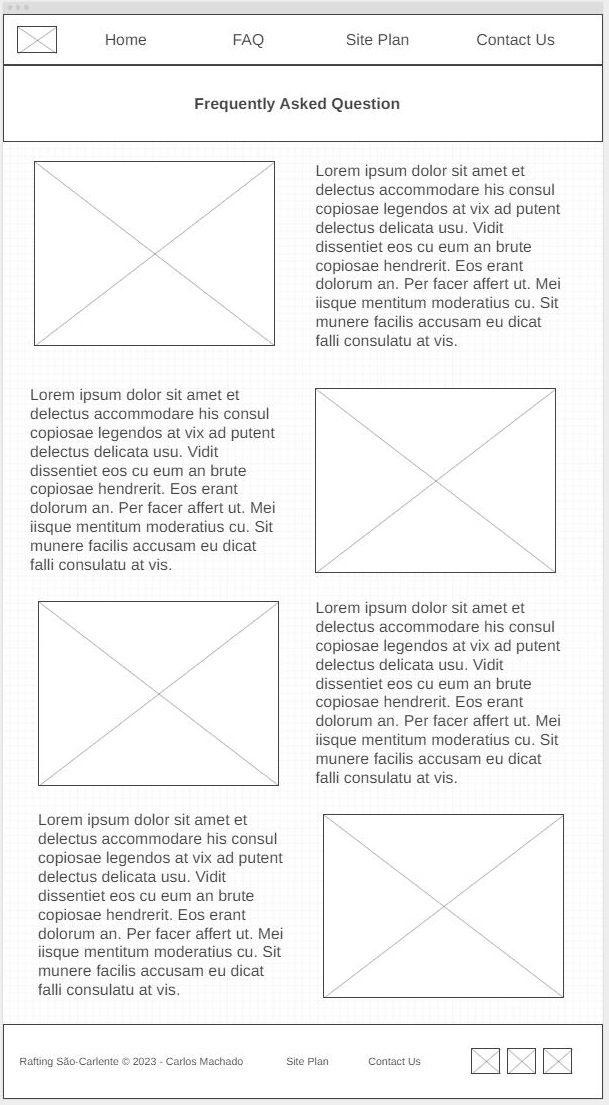 Home FAQ Site Plan Contact Us
Frequently Asked Question
Lorem ipsum dolor sit amet et
delectus accommodare his consul
copiosae legendos at vix ad putent
delectus delicata usu. Vidit
dissentiet eos cu eum an brute
copiosae hendrerit. Eos erant
dolorum an. Per facer affert ut. Mei
iisque mentitum moderatius cu. Sit
munere facilis accusam eu dicat
falli consulatu at vis.
Lorem ipsum dolor sit amet et
delectus accommodare his consul
copiosae legendos at vix ad putent
delectus delicata usu. Vidit
dissentiet eos cu eum an brute
copiosae hendrerit. Eos erant
dolorum an. Per facer affert ut. Mei
iisque mentitum moderatius cu. Sit
munere facilis accusam eu dicat
falli consulatu at vis.
Lorem ipsum dolor sit amet et
delectus accommodare his consul
copiosae legendos at vix ad putent
delectus delicata usu. Vidit
dissentiet eos cu eum an brute
copiosae hendrerit. Eos erant
dolorum an. Per facer affert ut. Mei
iisque mentitum moderatius cu. Sit
munere facilis accusam eu dicat
falli consulatu at vis.
Lorem ipsum dolor sit amet et
delectus accommodare his consul
copiosae legendos at vix ad putent
delectus delicata usu. Vidit
dissentiet eos cu eum an brute
copiosae hendrerit. Eos erant
dolorum an. Per facer affert ut. Mei
iisque mentitum moderatius cu. Sit
munere facilis accusam eu dicat
falli consulatu at vis.
Rafting São-Carlente © 2023 - Carlos Machado Site Plan Contact Us